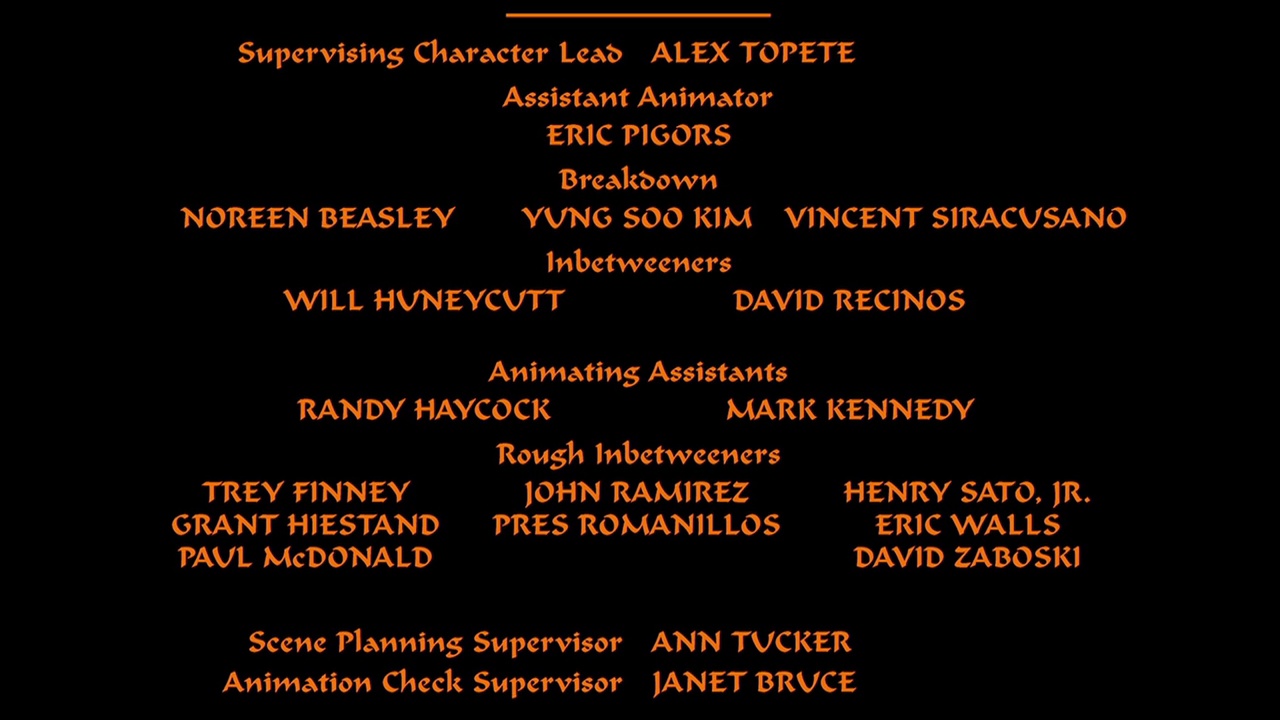 Supervising Character Lead ALEX TOPETE
Assistant Animator
ERIC PIGORS
Breakdown
NOREEN BEASLEY YUNG SOO KIM VINCENT SIRACUSANO
Inbetweeners
WILL HUNEYCUTT DAVID RECINOS
Animating Assistants
RANDY HAYCOCK MARK KENNEDY
Rough Inbetweeners
TREY FINNEY JOHN RAMIREZ HENRY SATO, JR.
GRANT HIESTAND PRES ROMANILLOS ERIC WALLS
PAUL McDONALD DAVID ZABOSKI
Scene Planning Supervisor ANN TUCKER
Animation Check Supervisor JANET BRUCE